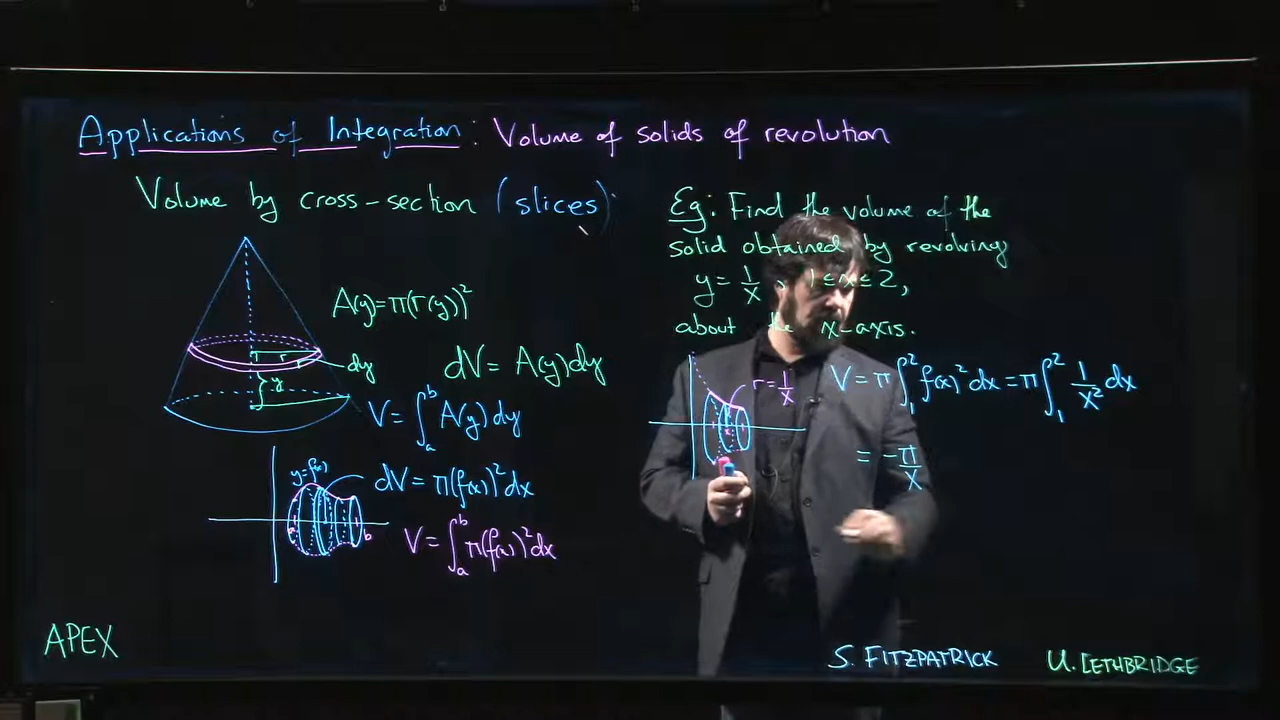 Applications of Integration: Volume of solids of revolution
Volume by cross-section (slices):
A(y)=π(r(y))²
r
dy
y
dV = A(y)dy
V = ∫ₐᵇ A(y)dy
y=f(x)
dV = π(f(x))²dx
a
b
V = ∫ₐᵇ π(f(x))²dx
Eg: Find the volume of the
solid obtained by revolving
y = 1/x, 1≤x≤2,
about the x-axis.
r = 1/x
V = π∫₁² f(x)²dx = π∫₁² 1/x² dx
= -π/x
APEX
S. FITZPATRICK
U. LETHBRIDGE